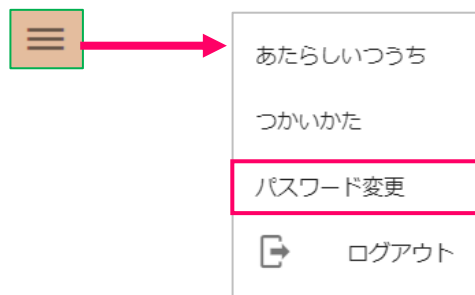 あたらしいつうち
つかいかた
パスワード変更
ログアウト